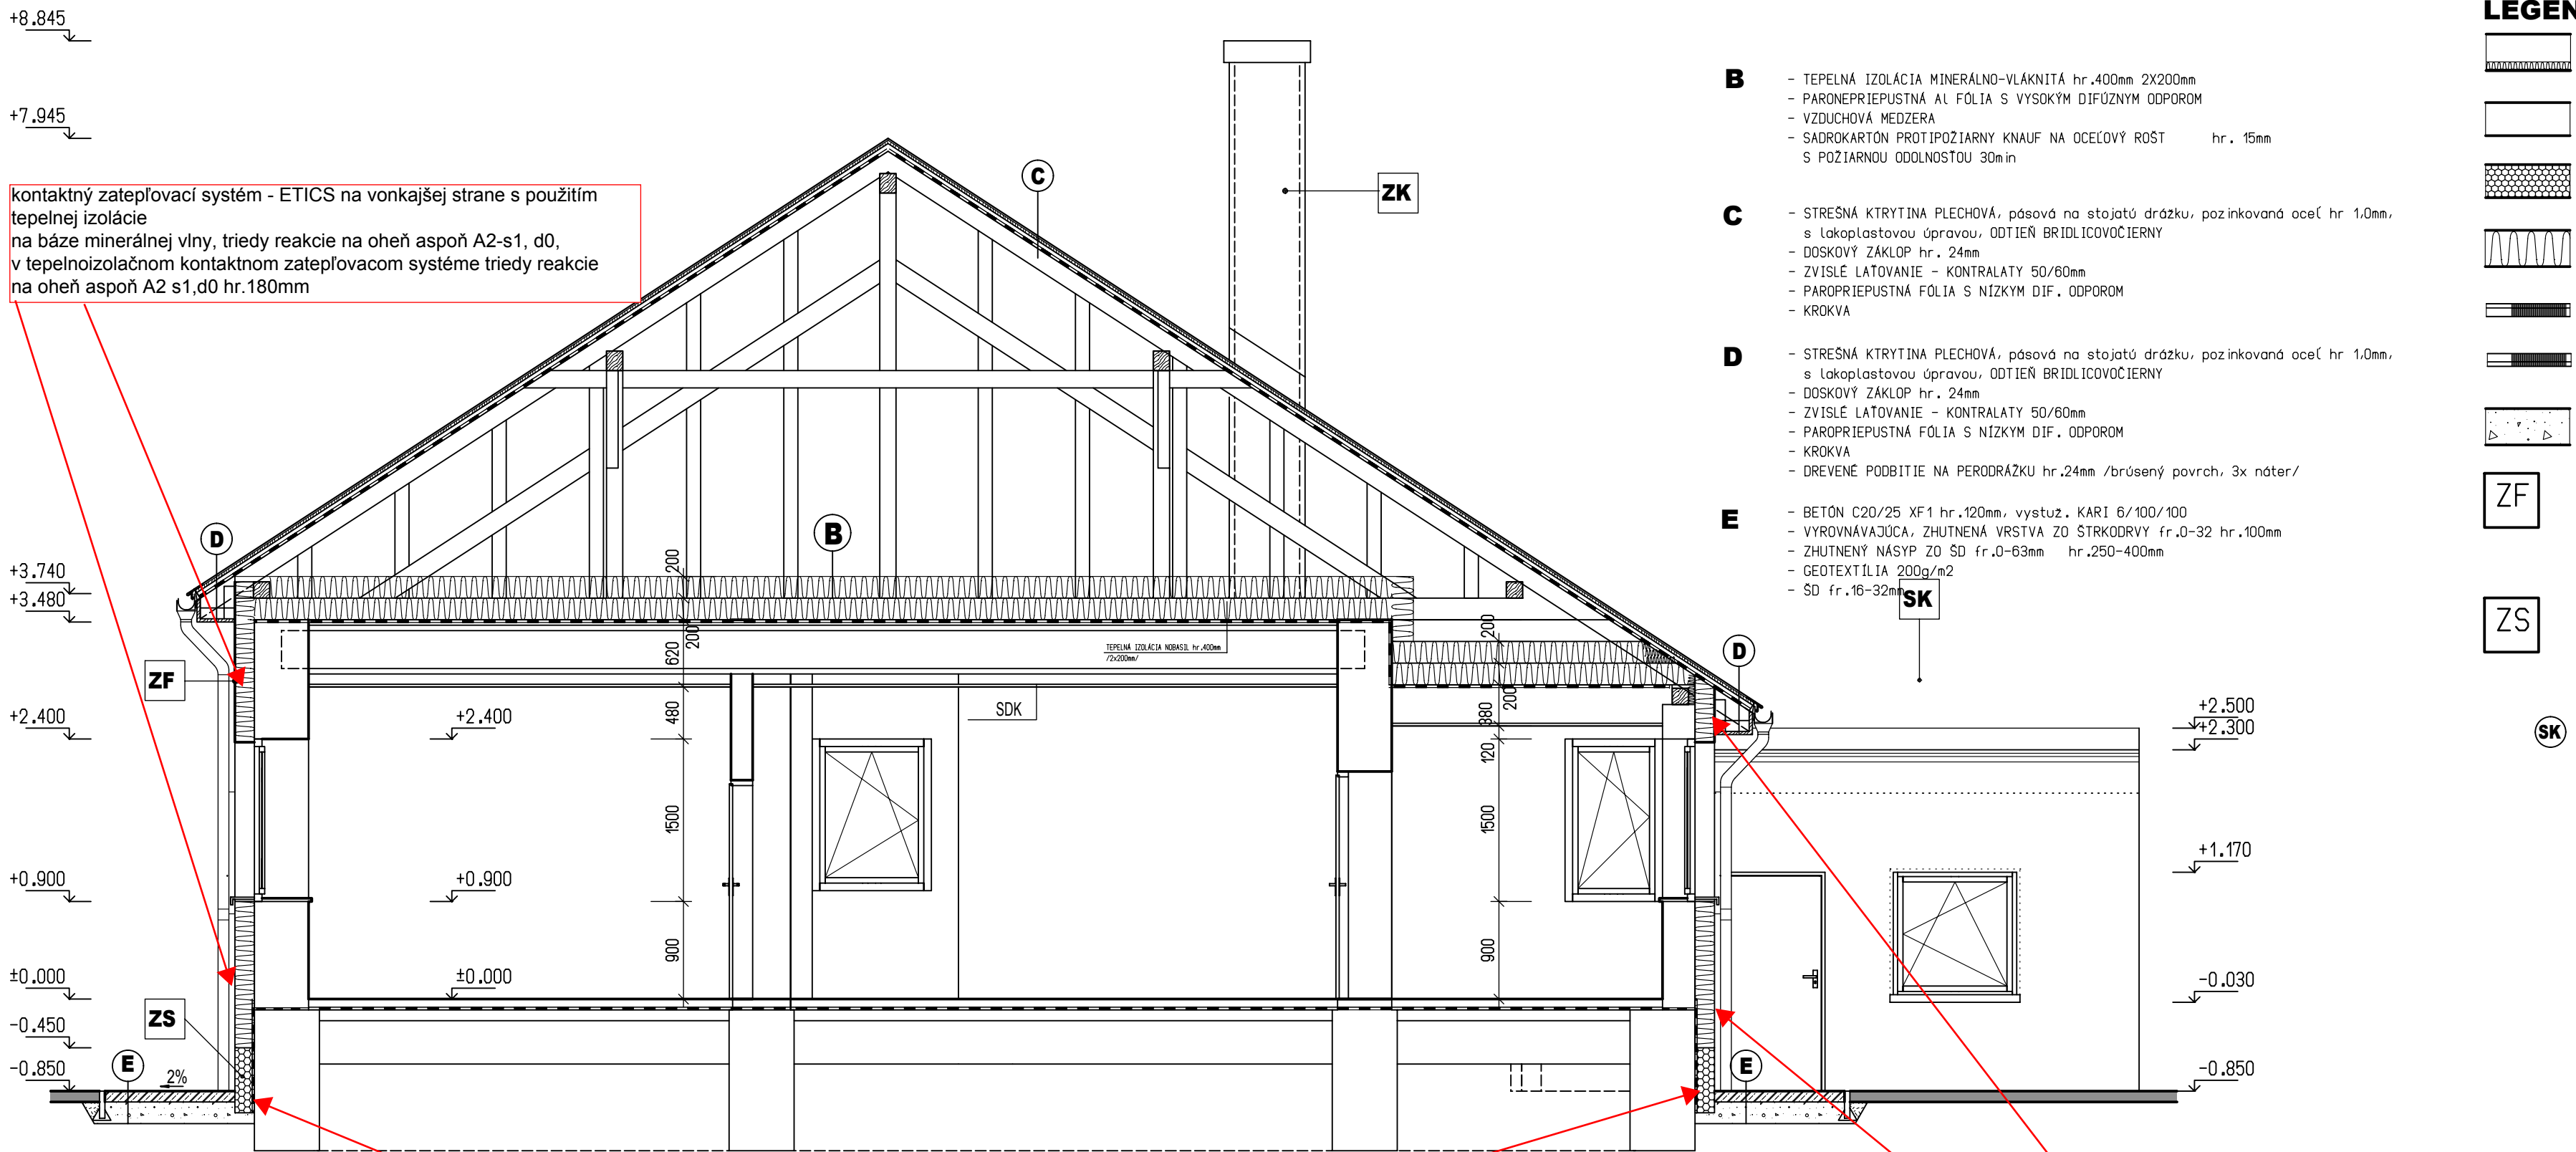 +8.845
+7.945
kontaktný zatepľovací systém - ETICS na vonkajšej strane s použitím
tepelnej izolácie
na báze minerálnej vlny, triedy reakcie na oheň aspoň A2-s1, d0,
v tepelnoizolačnom kontaktnom zatepľovacom systéme triedy reakcie
na oheň aspoň A2 s1,d0 hr.180mm
+3.740
+3.480
+2.400
+0.900
±0.000
-0.450
-0.850
D
ZF
ZS
E
2%
B
C
ZK
200
200
620
480
1500
900
+2.400
+0.900
±0.000
TEPELNÁ IZOLÁCIA NOBASIL hr.400mm
/2x200mm/
SDK
200
200
380
120
1500
900
D
E
SK
+2.500
+2.300
+1.170
-0.030
-0.850
B
- TEPELNÁ IZOLÁCIA MINERÁLNO-VLÁKNITÁ hr.400mm 2X200mm
- PARONEPRIEPUSTNÁ AL FÓLIA S VYSOKÝM DIFÚZNYM ODPOROM
- VZDUCHOVÁ MEDZERA
- SADROKARTÓN PROTIPOŽIARNY KNAUF NA OCEĽOVÝ ROŠT hr. 15mm
S POŽIARNOU ODOLNOSŤOU 30min
C
- STREŠNÁ KTRYTINA PLECHOVÁ, pásová na stojatú drážku, pozinkovaná oceľ hr 1,0mm,
s lakoplastovou úpravou, ODTIEŇ BRIDLICOVOČIERNY
- DOSKOVÝ ZÁKLOP hr. 24mm
- ZVISLÉ LAŤOVANIE - KONTRALATY 50/60mm
- PAROPRIEPUSTNÁ FÓLIA S NÍZKYM DIF. ODPOROM
- KROKVA
D
- STREŠNÁ KTRYTINA PLECHOVÁ, pásová na stojatú drážku, pozinkovaná oceľ hr 1,0mm,
s lakoplastovou úpravou, ODTIEŇ BRIDLICOVOČIERNY
- DOSKOVÝ ZÁKLOP hr. 24mm
- ZVISLÉ LAŤOVANIE - KONTRALATY 50/60mm
- PAROPRIEPUSTNÁ FÓLIA S NÍZKYM DIF. ODPOROM
- KROKVA
- DREVENÉ PODBITIE NA PERODRÁŽKU hr.24mm /brúsený povrch, 3x náter/
E
- BETÓN C20/25 XF1 hr.120mm, vystuž. KARI 6/100/100
- VYROVNÁVAJÚCA, ZHUTNENÁ VRSTVA ZO ŠTRKODRVY fr.0-32 hr.100mm
- ZHUTNENÝ NÁSYP ZO ŠD fr.0-63mm hr.250-400mm
- GEOTEXTÍLIA 200g/m2
- ŠD fr.16-32mm
LEGEN
ZF
ZS
SK